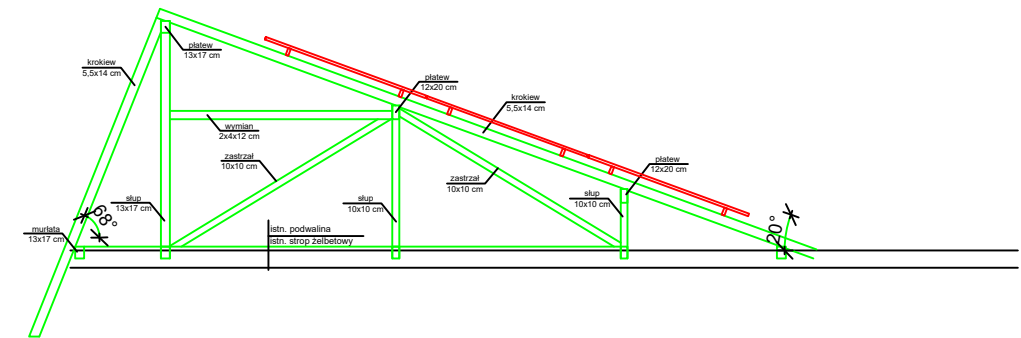 płatew
13x17 cm
krokiew
5,5x14 cm
płatew
12x20 cm
krokiew
5,5x14 cm
wymian
2x4x12 cm
zastrzał
10x10 cm
płatew
12x20 cm
zastrzał
10x10 cm
słup
13x17 cm
słup
10x10 cm
słup
10x10 cm
68°
murłata
13x17 cm
istn. podwalina
istn. strop żelbetowy
20°